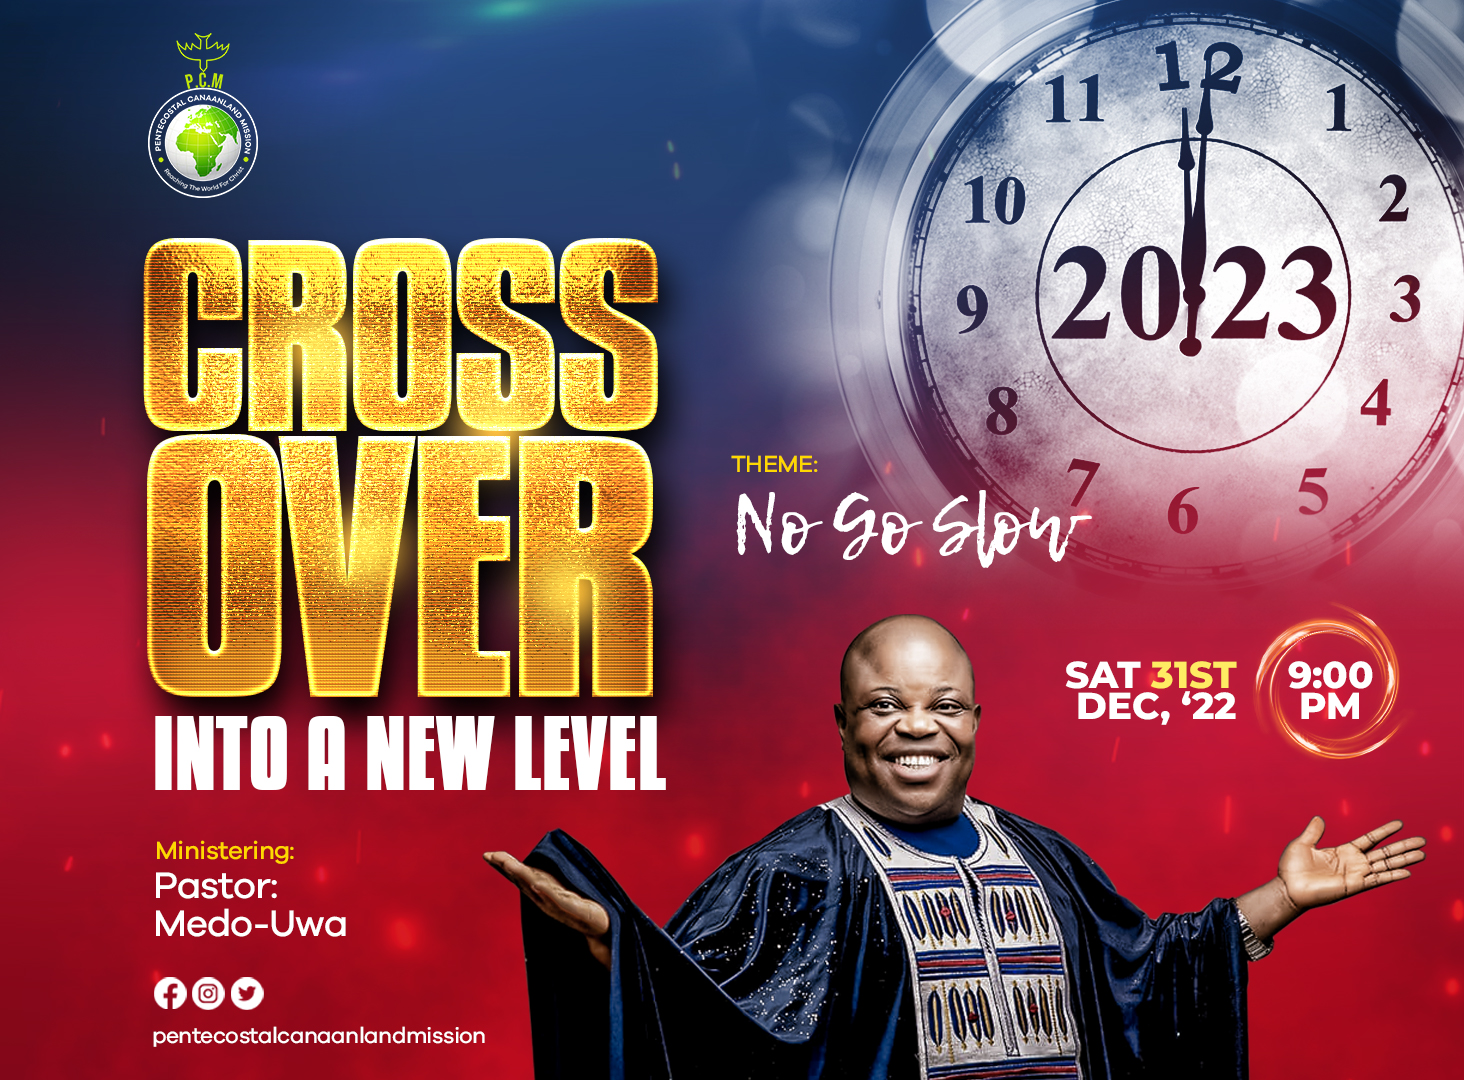 P.C.M
PENTECOSTAL CANAANLAND MISSION
Reaching The World For Christ
CROSS
OVER
INTO A NEW LEVEL
Ministering:
Pastor:
Medo-Uwa
pentecostalcanaanlandmission
12
1
2
3
4
5
6
7
8
9
10
11
2023
THEME:
No Go Slow
SAT 31ST
DEC, ‘22
9:00
PM